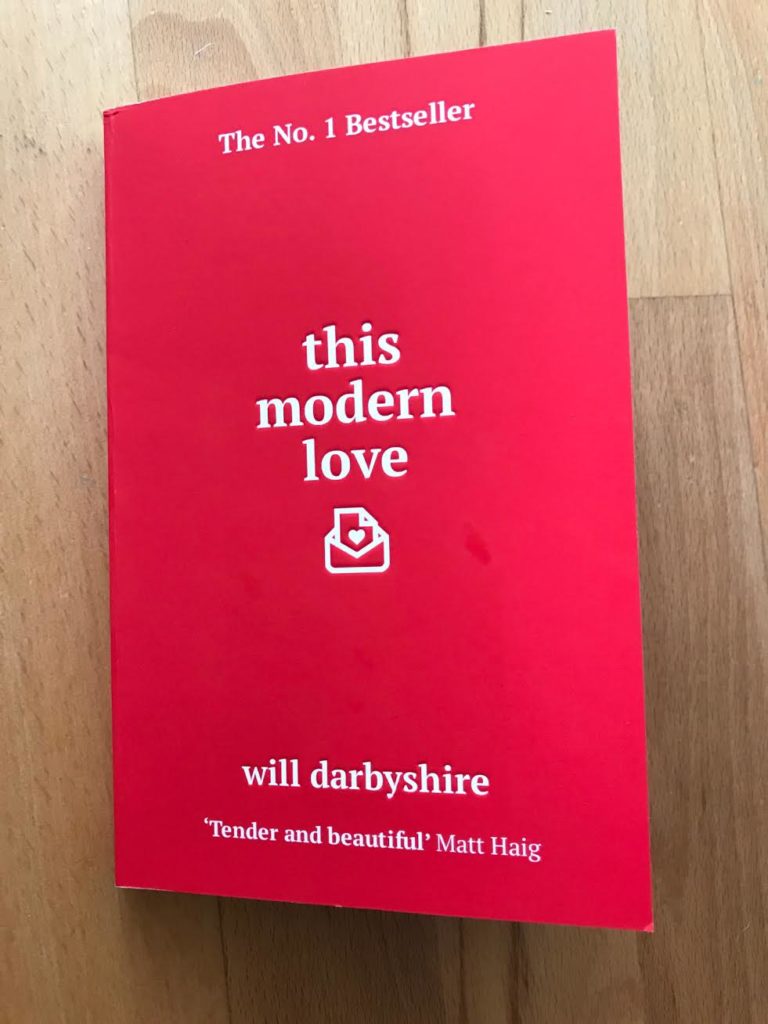 The No. 1 Bestseller
this
modern
love
will darbyshire
‘Tender and beautiful’ Matt Haig